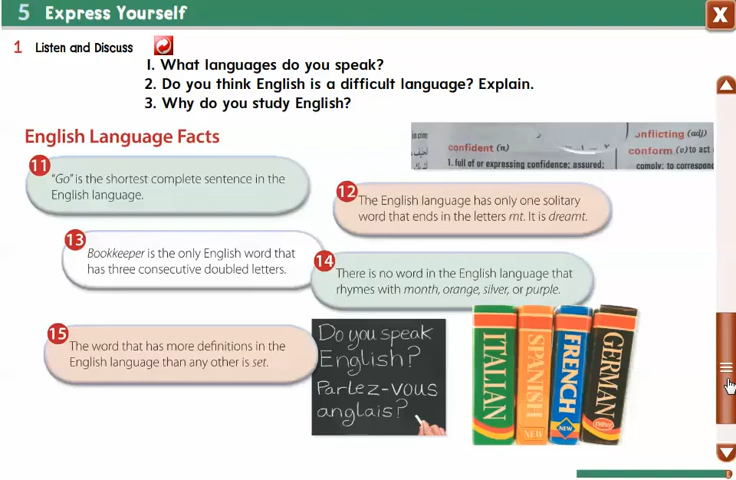 5 Express Yourself
X
1 Listen and Discuss
1. What languages do you speak?
2. Do you think English is a difficult language? Explain.
3. Why do you study English?
English Language Facts
confident (n)
1. full of or expressing confidence; assured;
onflicting (adj)
conform (v) to act
comply; to correspond
11
"Go" is the shortest complete sentence in the
English language.
12
The English language has only one solitary
word that ends in the letters mt. It is dreamt.
13
Bookkeeper is the only English word that
has three consecutive doubled letters.
14
There is no word in the English language that
rhymes with month, orange, silver, or purple.
15
The word that has more definitions in the
English language than any other is set.
Do you speak
English?
Parlez-vous
anglais?
ITALIAN
SPANISH
NEW
FRENCH
NEW
GERMAN